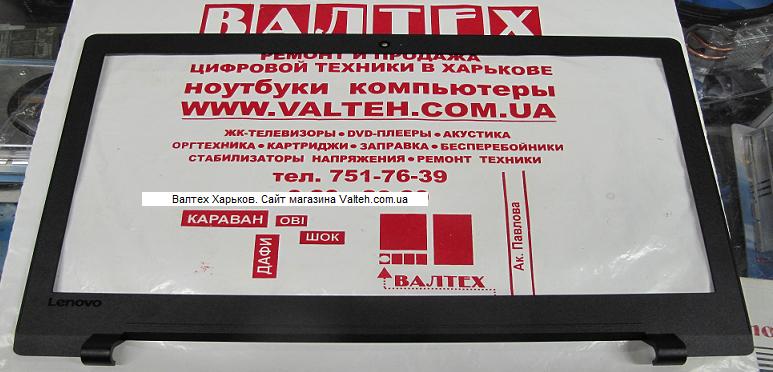 ВАЛТЕХ
РЕМОНТ И ПРОДАЖА
ЦИФРОВОЙ ТЕХНИКИ В ХАРЬКОВЕ
ноутбуки компьютеры
WWW.VALTEH.COM.UA
ЖК-ТЕЛЕВИЗОРЫ • DVD-ПЛЕЕРЫ • АКУСТИКА
ОРГТЕХНИКА • КАРТРИДЖИ • ЗАПРАВКА • БЕСПЕРЕБОЙНИКИ
СТАБИЛИЗАТОРЫ НАПРЯЖЕНИЯ • РЕМОНТ ТЕХНИКИ
тел. 751-76-39
Валтех Харьков. Сайт магазина Valteh.com.ua
КАРАВАН
ОВІ
ШОК
ДАФИ
ВАЛТЕХ
Ак. Павлова
Lenovo